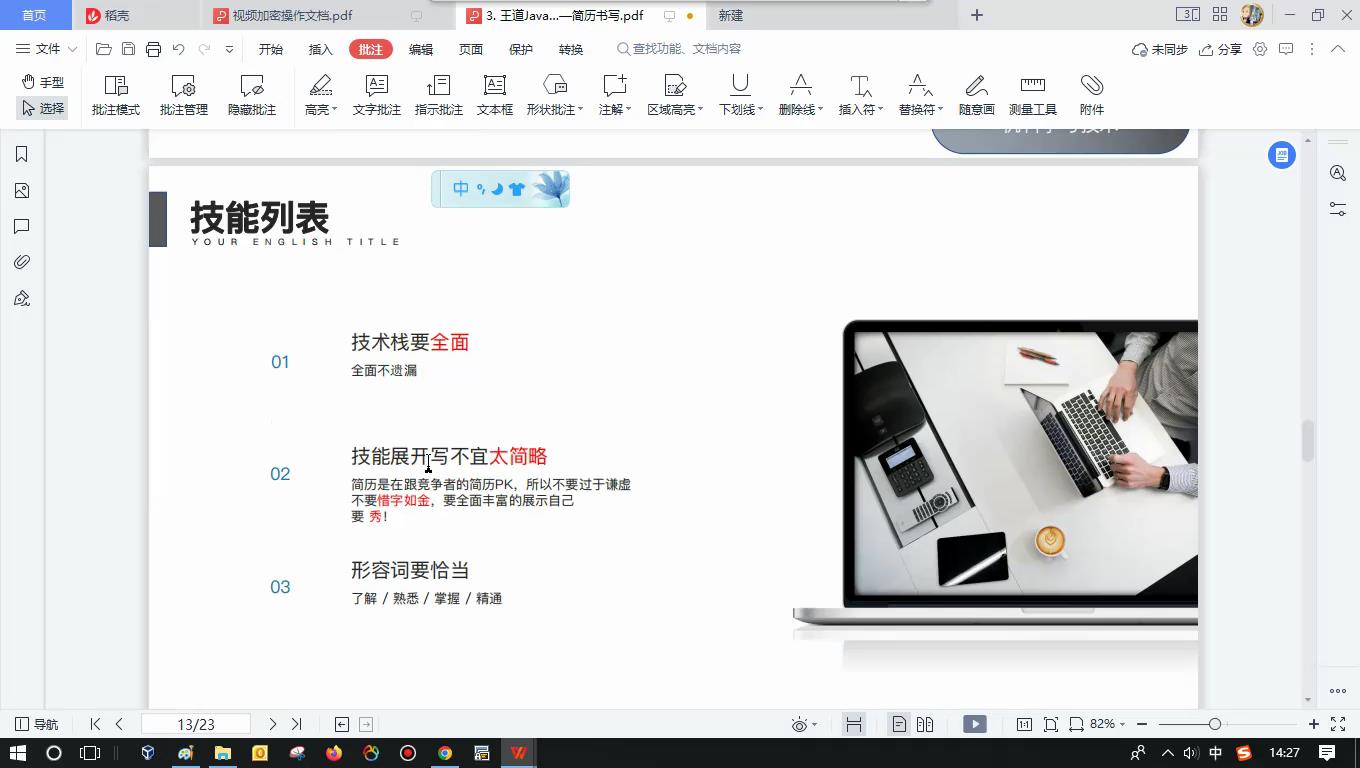 首页
稻壳
视频加密操作文档.pdf
3. 王道Java...—简历书写.pdf
新建
文件
开始
插入
批注
编辑
页面
保护
转换
查找功能、文档内容
未同步
分享
手型
选择
批注模式
批注管理
隐藏批注
高亮
文字批注
指示批注
文本框
形状批注
注解
区域高亮
下划线
删除线
插入符
替换符
随意画
测量工具
附件
中
技能列表
YOUR ENGLISH TITLE
01
技术栈要全面
全面不遗漏
02
技能展开写不宜太简略
简历是在跟竞争者的简历PK，所以不要过于谦虚
不要惜字如金，要全面丰富的展示自己
要 秀！
03
形容词要恰当
了解 / 熟悉 / 掌握 / 精通
导航
13/23
82%
中
14:27